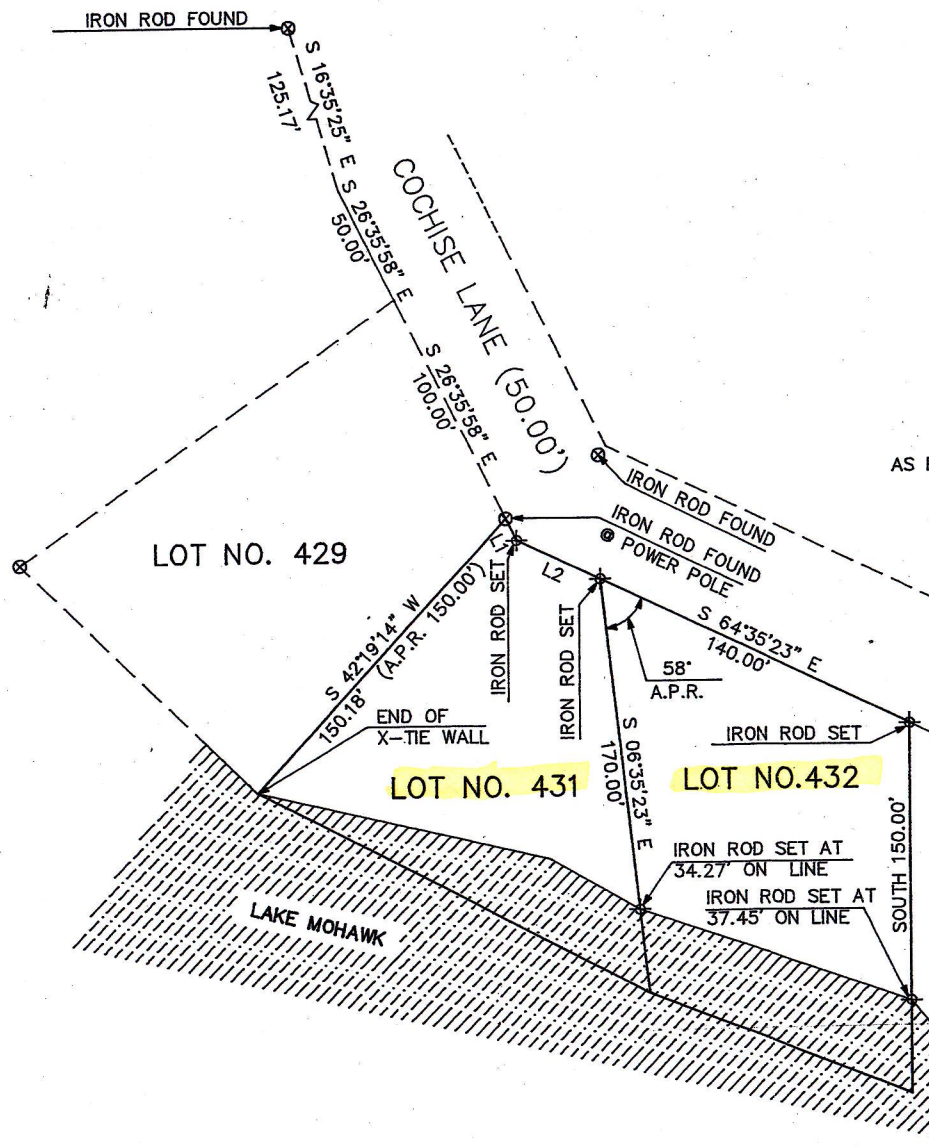 IRON ROD FOUND
S 16°35'25" E
125.17'
S 26°35'58" E
50.00'
COCHISE LANE (50.00')
S 26°35'58" E
100.00'
AS
IRON ROD FOUND
IRON ROD FOUND
@ POWER POLE
LOT NO. 429
L1
L2
IRON ROD SET
IRON ROD SET
S 64°35'23" E
140.00'
S 42°19'14" W
150.18' (A.P.R. 150.00')
58°
A.P.R.
END OF
X-TIE WALL
IRON ROD SET
S 06°35'23" E
170.00'
LOT NO. 431
LOT NO.432
SOUTH 150.00'
IRON ROD SET AT
34.27' ON LINE
IRON ROD SET AT
37.45' ON LINE
LAKE MOHAWK